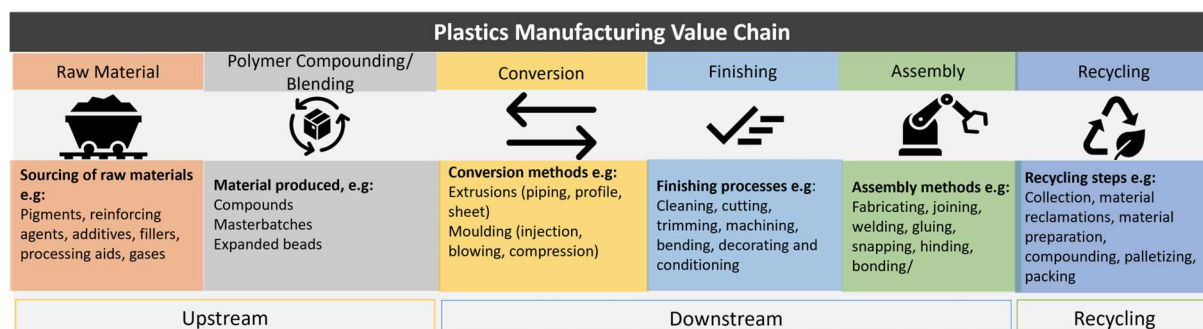 Plastics Manufacturing Value Chain
Raw Material
Polymer Compounding/
Blending
Conversion
Finishing
Assembly
Recycling
Sourcing of raw materials
e.g:
Pigments, reinforcing
agents, additives, fillers,
processing aids, gases
Material produced, e.g:
Compounds
Masterbatches
Expanded beads
Conversion methods e.g:
Extrusions (piping, profile,
sheet)
Moulding (injection,
blowing, compression)
Finishing processes e.g:
Cleaning, cutting,
trimming, machining,
bending, decorating and
conditioning
Assembly methods e.g:
Fabricating, joining,
welding, gluing,
snapping, hinding,
bonding/
Recycling steps e.g:
Collection, material
reclamations, material
preparation,
compounding, palletizing,
packing
Upstream
Downstream
Recycling